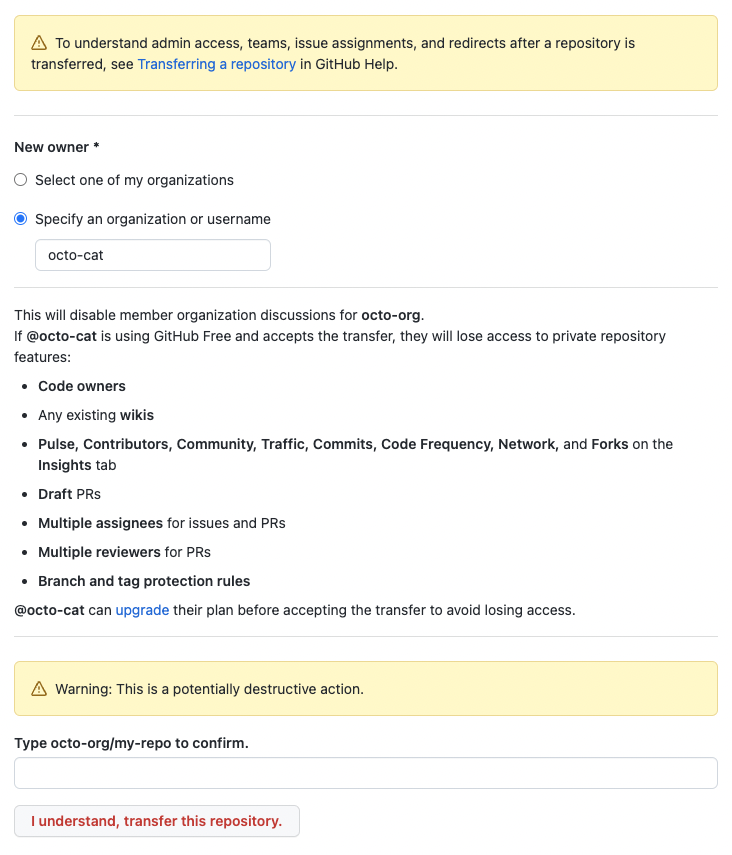 To understand admin access, teams, issue assignments, and redirects after a repository is
transferred, see Transferring a repository in GitHub Help.
New owner *
Select one of my organizations
Specify an organization or username
octo-cat
This will disable member organization discussions for octo-org.
If @octo-cat is using GitHub Free and accepts the transfer, they will lose access to private repository
features:
• Code owners
• Any existing wikis
• Pulse, Contributors, Community, Traffic, Commits, Code Frequency, Network, and Forks on the
Insights tab
• Draft PRs
• Multiple assignees for issues and PRs
• Multiple reviewers for PRs
• Branch and tag protection rules
@octo-cat can upgrade their plan before accepting the transfer to avoid losing access.
Warning: This is a potentially destructive action.
Type octo-org/my-repo to confirm.
I understand, transfer this repository.